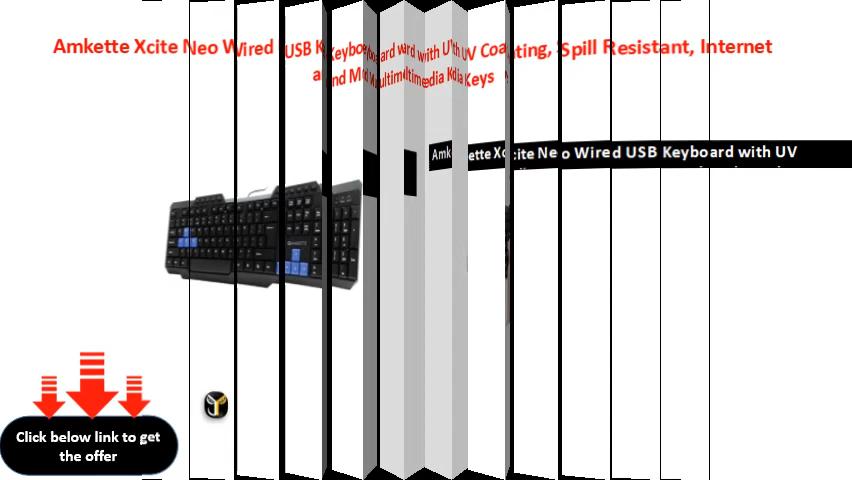 Amkette Xcite Neo Wired USB Keyboard with UV Coating, Spill Resistant, Internet
and Multimedia Keys
Amkette Xcite Neo Wired USB Keyboard with UV
Click below link to get
the offer